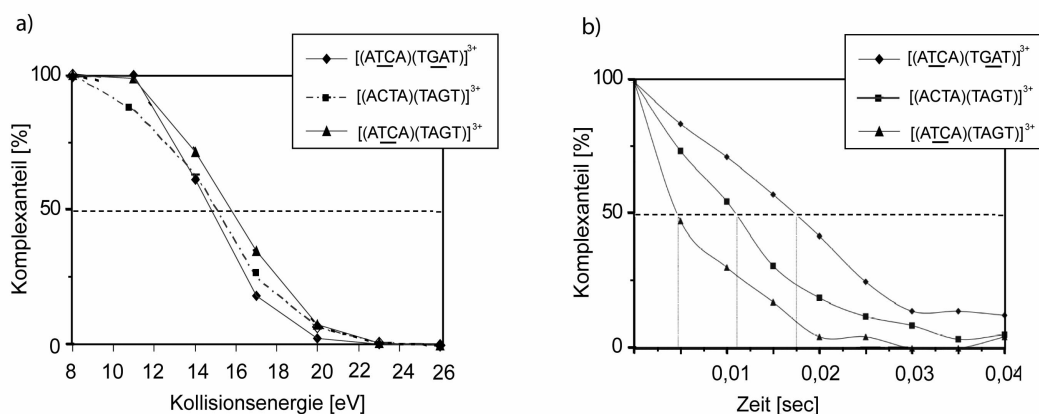 a)
[(ATCA)(TGAT)]³⁺
[(ACTA)(TAGT)]³⁺
[(ATCA)(TAGT)]³⁺
Komplexanteil [%]
100
50
0
8 10 12 14 16 18 20 22 24 26
Kollisionsenergie [eV]
b)
[(ATCA)(TGAT)]³⁺
[(ACTA)(TAGT)]³⁺
[(ATCA)(TAGT)]³⁺
Komplexanteil [%]
100
50
0
0,01 0,02 0,03 0,04
Zeit [sec]